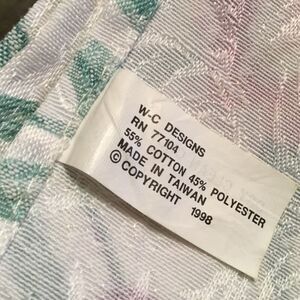 W-C DESIGNS
RN 77104
55% COTTON 45% POLYESTER
MADE IN TAIWAN
© COPYRIGHT 1998